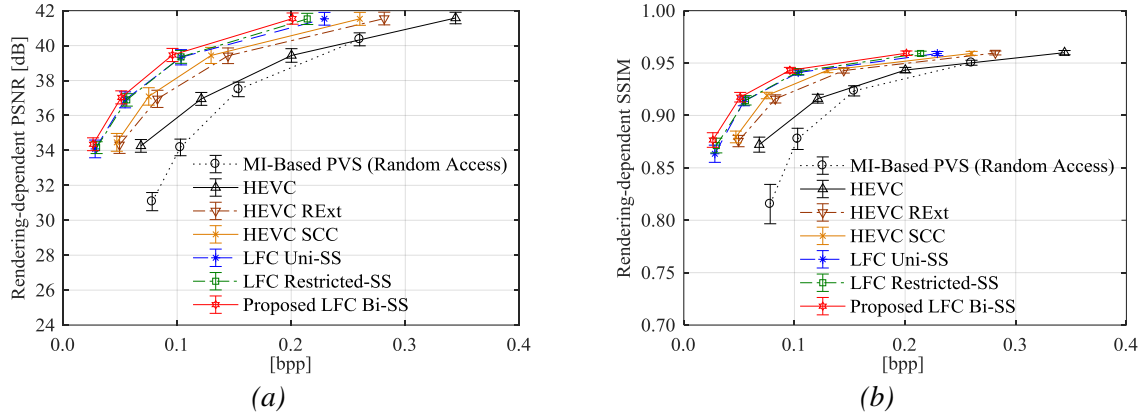 Rendering-dependent PSNR [dB]
42
40
38
36
34
32
30
28
26
24
MI-Based PVS (Random Access)
HEVC
HEVC RExt
HEVC SCC
LFC Uni-SS
LFC Restricted-SS
Proposed LFC Bi-SS
0.0 0.1 0.2 0.3 0.4
[bpp]
(a)
Rendering-dependent SSIM
1.00
0.95
0.90
0.85
0.80
0.75
0.70
MI-Based PVS (Random Access)
HEVC
HEVC RExt
HEVC SCC
LFC Uni-SS
LFC Restricted-SS
Proposed LFC Bi-SS
0.0 0.1 0.2 0.3 0.4
[bpp]
(b)